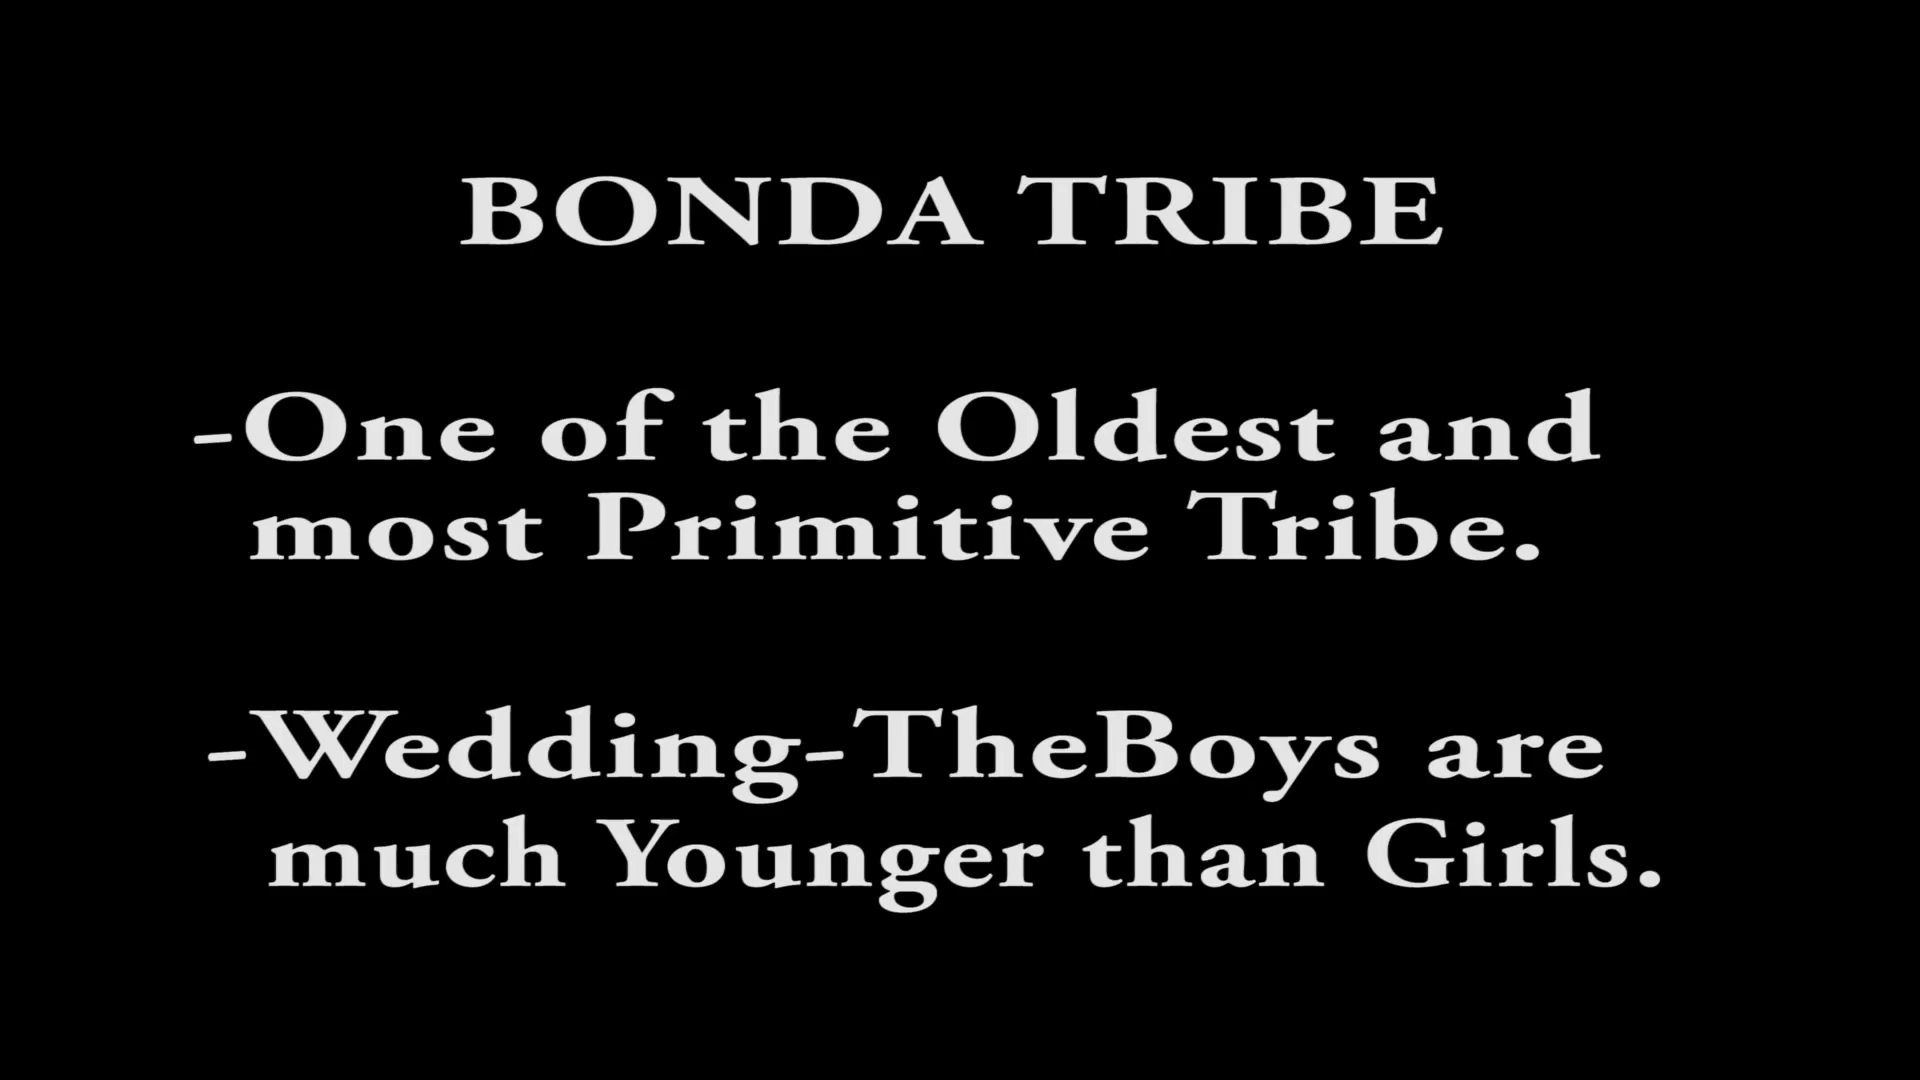 BONDA TRIBE
-One of the Oldest and
most Primitive Tribe.
-Wedding-TheBoys are
much Younger than Girls.